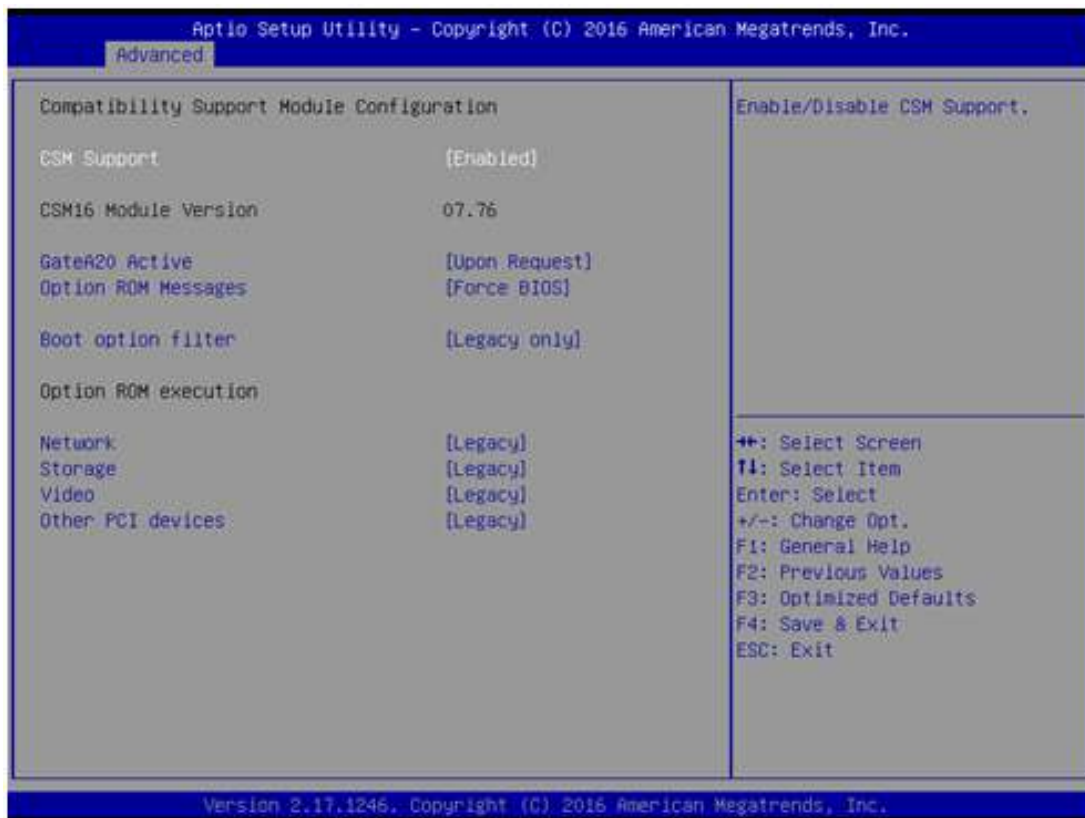 Aptio Setup Utility – Copyright (C) 2016 American Megatrends, Inc.
Advanced
Compatibility Support Module Configuration
CSM Support [Enabled]
CSM16 Module Version 07.76
GateA20 Active [Upon Request]
Option ROM Messages [Force BIOS]
Boot option filter [Legacy only]
Option ROM execution
Network [Legacy]
Storage [Legacy]
Video [Legacy]
Other PCI devices [Legacy]
Enable/Disable CSM Support.
→←: Select Screen
↑↓: Select Item
Enter: Select
+/-: Change Opt.
F1: General Help
F2: Previous Values
F3: Optimized Defaults
F4: Save & Exit
ESC: Exit
Version 2.17.1246. Copyright (C) 2016 American Megatrends, Inc.